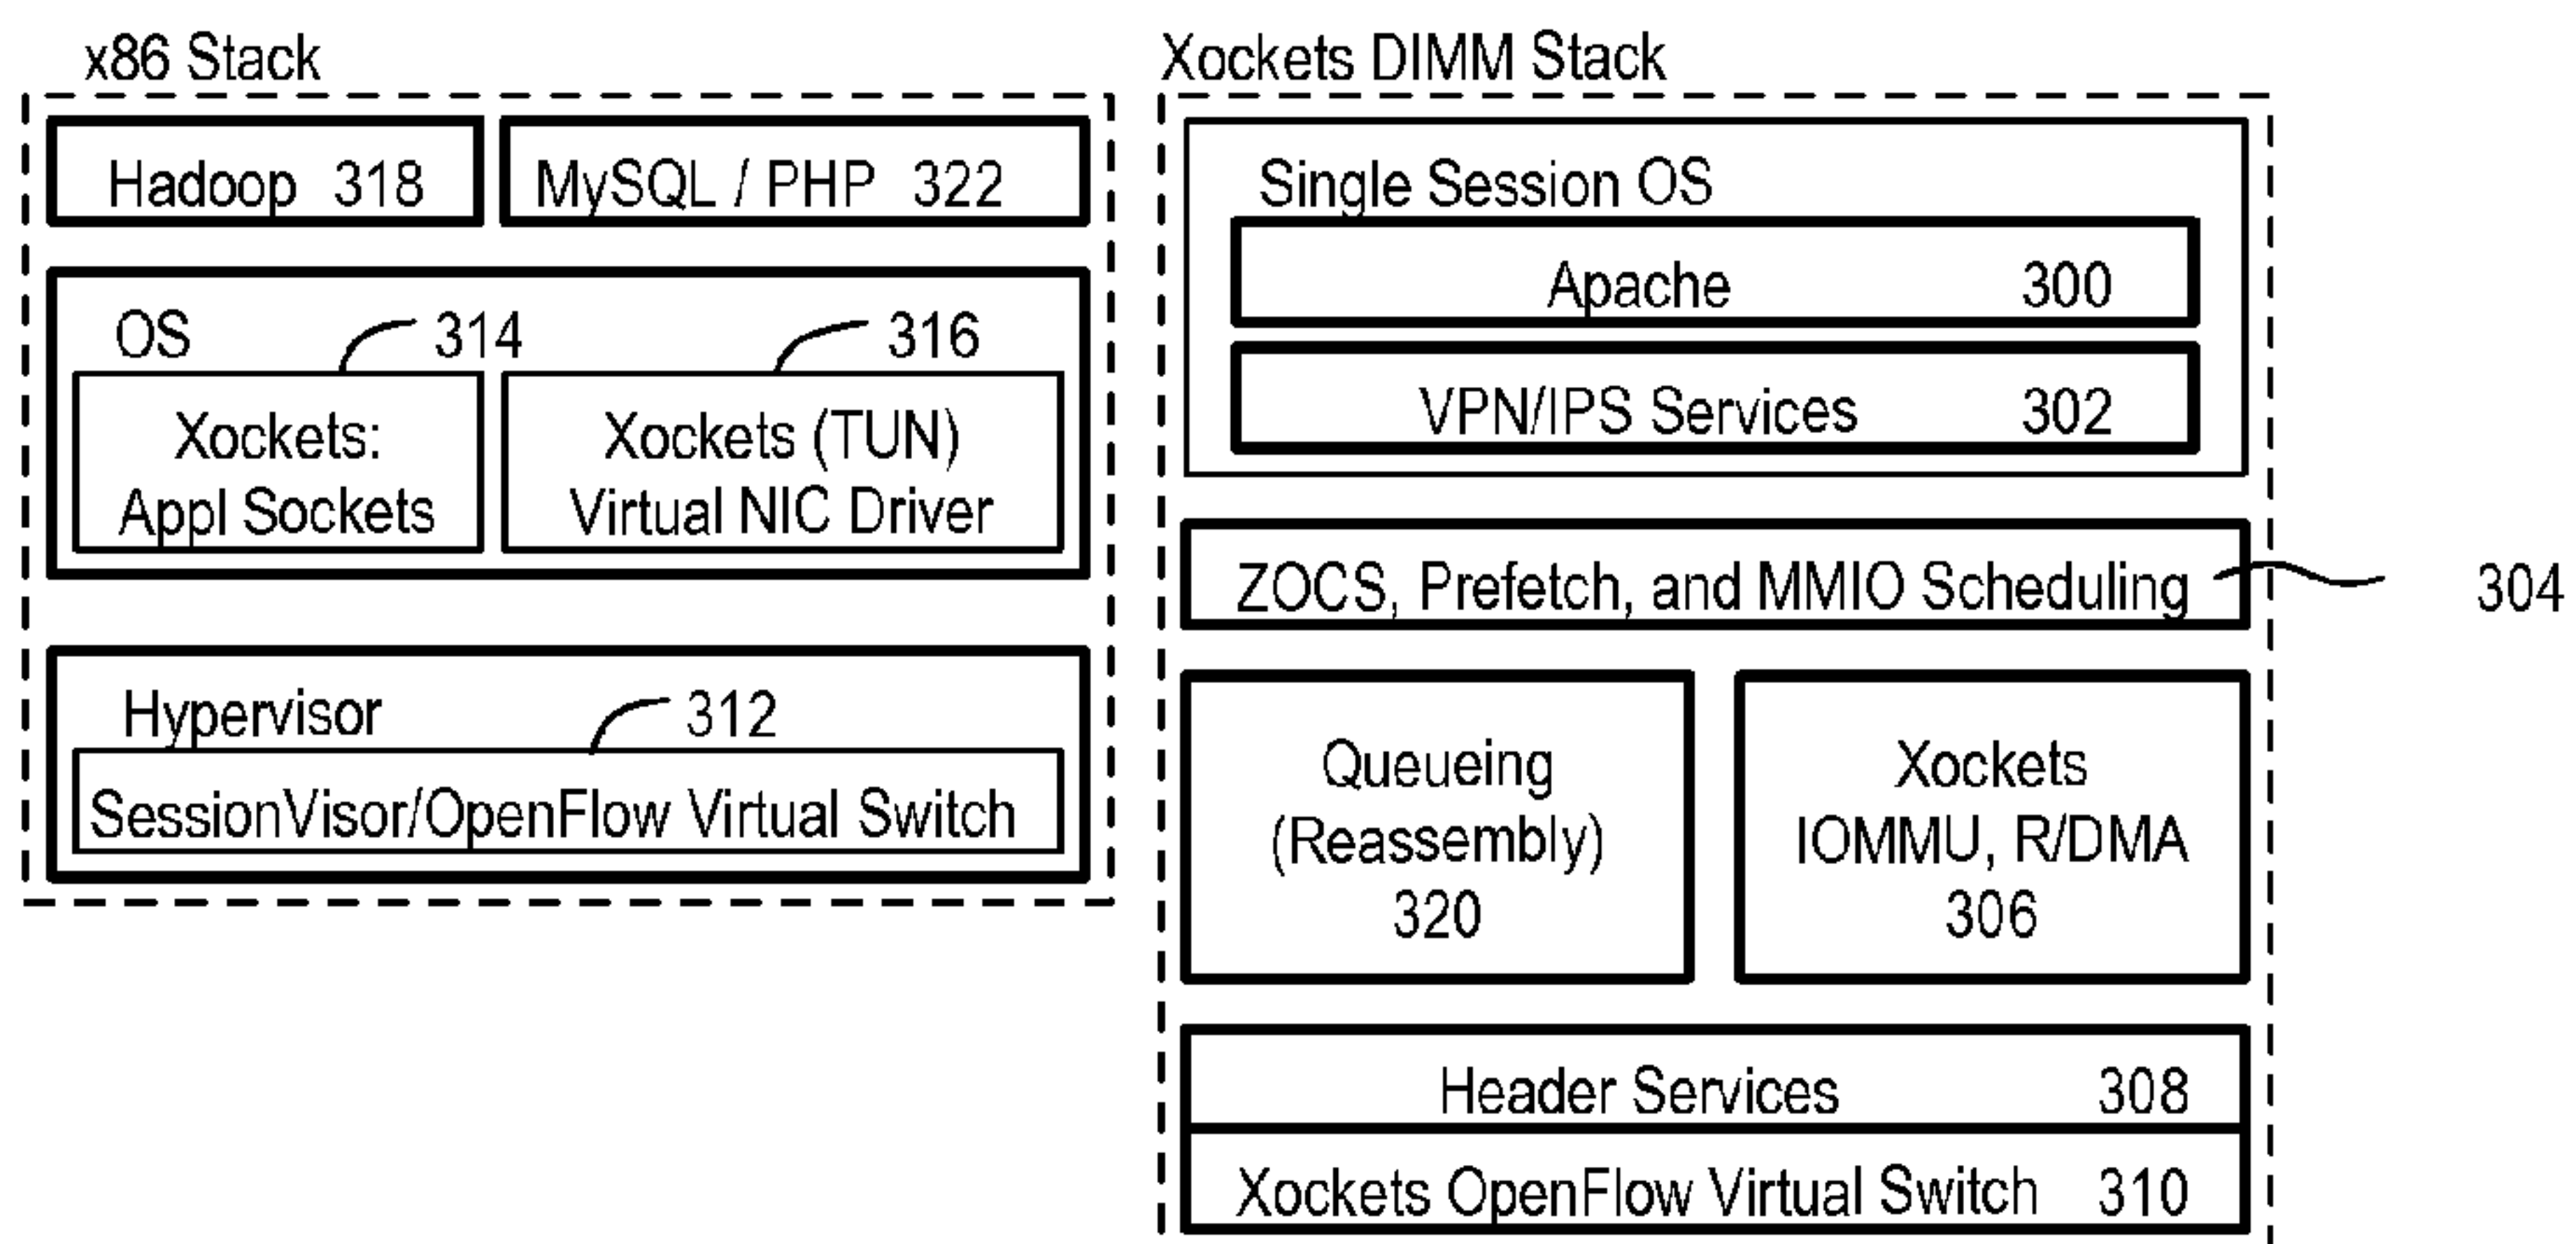 x86 Stack
Hadoop 318
MySQL / PHP 322
OS
314
316
Xockets:
Appl Sockets
Xockets (TUN)
Virtual NIC Driver
Hypervisor
312
SessionVisor/OpenFlow Virtual Switch
Xockets DIMM Stack
Single Session OS
Apache 300
VPN/IPS Services 302
ZOCS, Prefetch, and MMIO Scheduling
304
Queueing
(Reassembly)
320
Xockets
IOMMU, R/DMA
306
Header Services 308
Xockets OpenFlow Virtual Switch 310